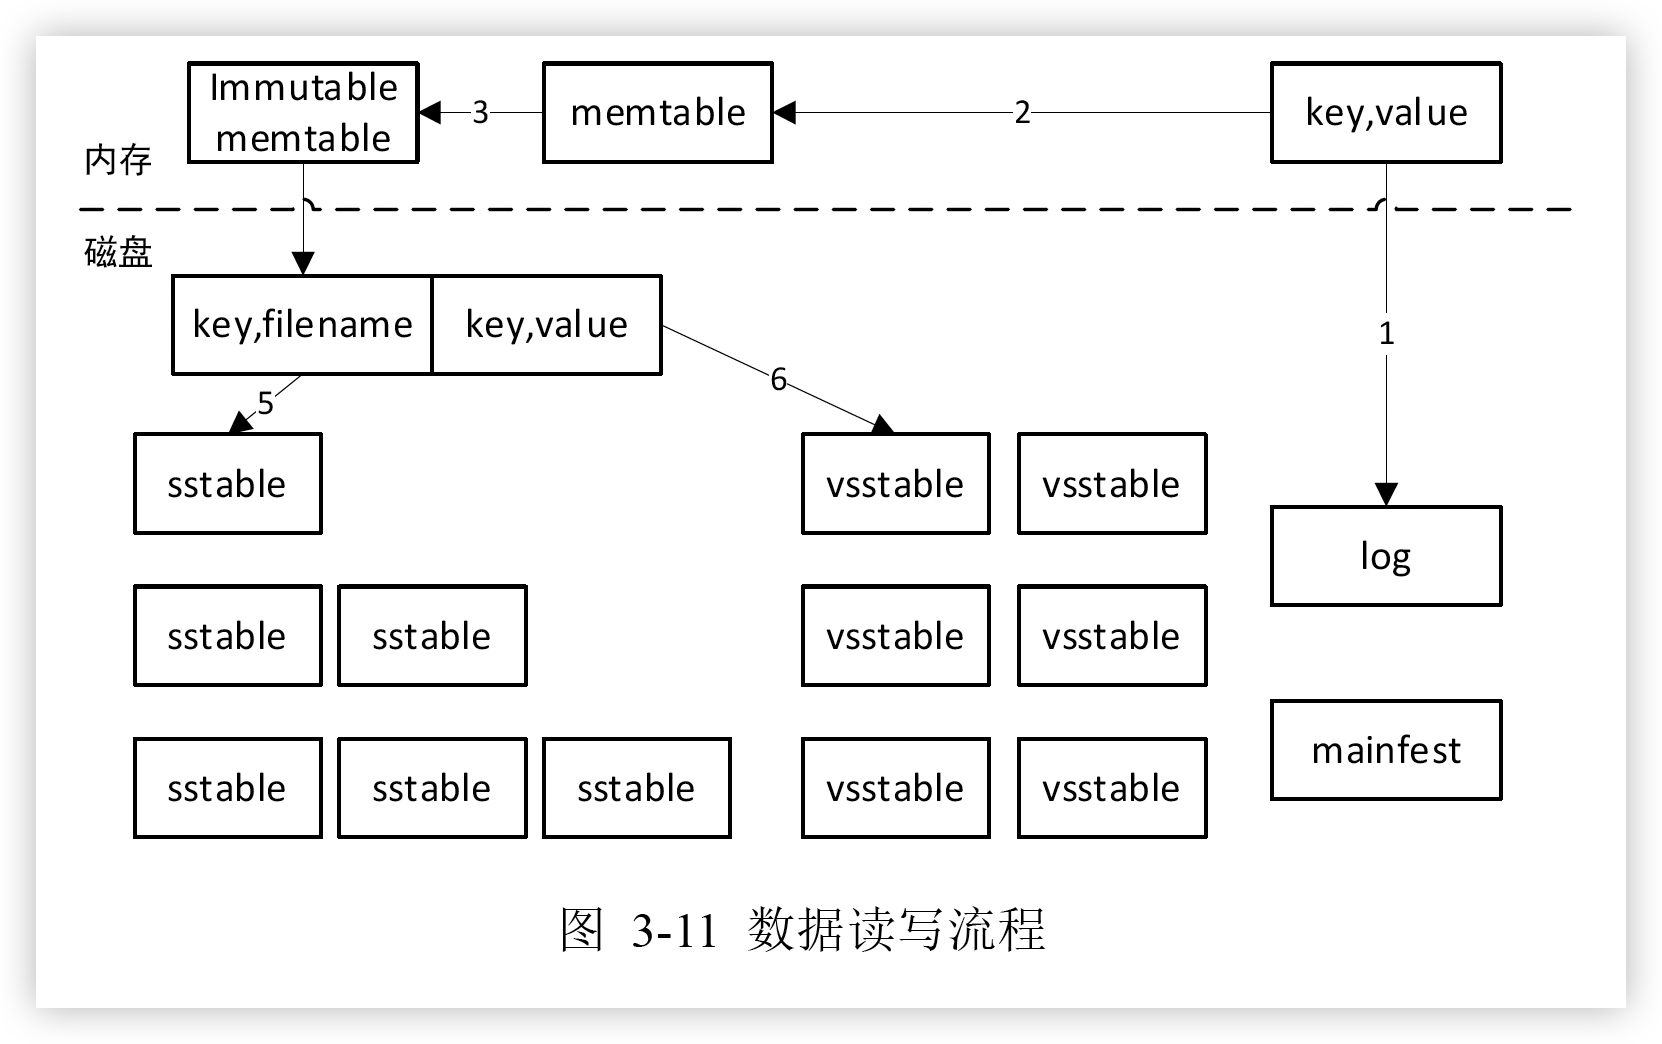 Immutable
memtable
3
memtable
2
key,value
内存
磁盘
key,filename
key,value
1
5
6
sstable
vsstable
vsstable
log
sstable
sstable
vsstable
vsstable
mainfest
sstable
sstable
sstable
vsstable
vsstable
图 3-11 数据读写流程